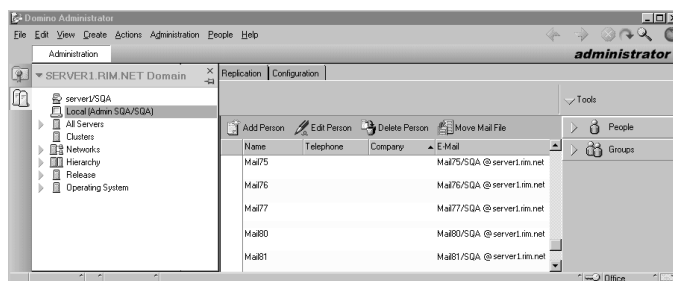 Domino Administrator
File Edit View Create Actions Administration People Help
Administration
administrator
SERVER1.RIM.NET Domain
server1/SQA
Local (Admin SQA/SQA)
All Servers
Clusters
Networks
Hierarchy
Release
Operating System
Replication Configuration
Tools
Add Person Edit Person Delete Person Move Mail File
People
Groups
Name Telephone Company E-Mail
Mail75 Mail75/SQA @ server1.rim.net
Mail76 Mail76/SQA @ server1.rim.net
Mail77 Mail77/SQA @ server1.rim.net
Mail80 Mail80/SQA @ server1.rim.net
Mail81 Mail81/SQA @ server1.rim.net
Office